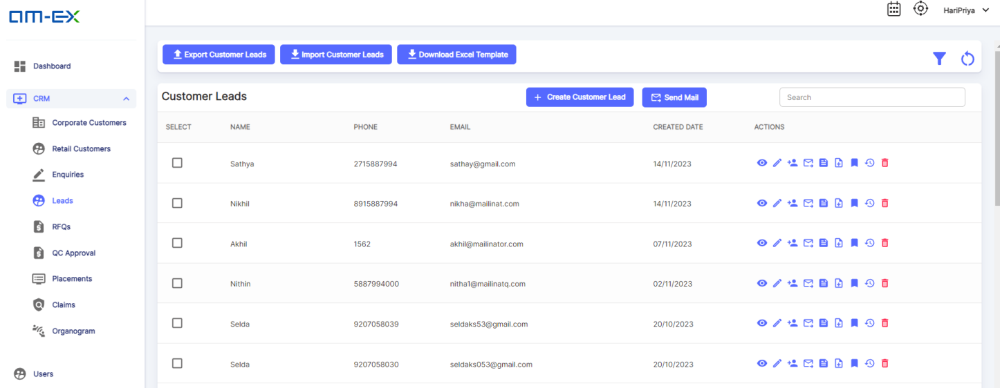 am-ex
HariPriya
Dashboard
CRM
Corporate Customers
Retail Customers
Enquiries
Leads
RFQs
QC Approval
Placements
Claims
Organogram
Users
Export Customer Leads Import Customer Leads Download Excel Template
Customer Leads + Create Customer Lead Send Mail Search
SELECT NAME PHONE EMAIL CREATED DATE ACTIONS
Sathya 2715887994 sathay@gmail.com 14/11/2023
Nikhil 8915887994 nikha@mailinat.com 14/11/2023
Akhil 1562 akhil@mailinator.com 07/11/2023
Nithin 5887994000 nitha1@mailinatq.com 02/11/2023
Selda 9207058039 seldaks53@gmail.com 20/10/2023
Selda 9207058030 seldaks053@gmail.com 20/10/2023